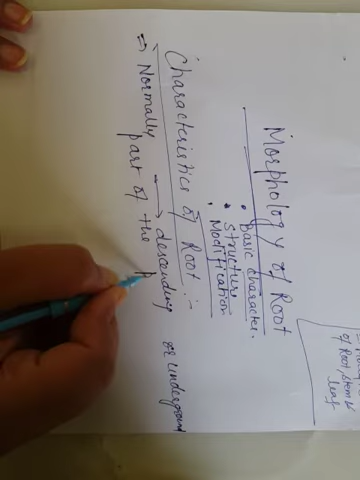 of Root, Stem &
leaf
Morphology of Root
• Basic character.
• Structure
• Modification
Characteristics of Root :-
⇒ Normally → descending or underground
part of the p